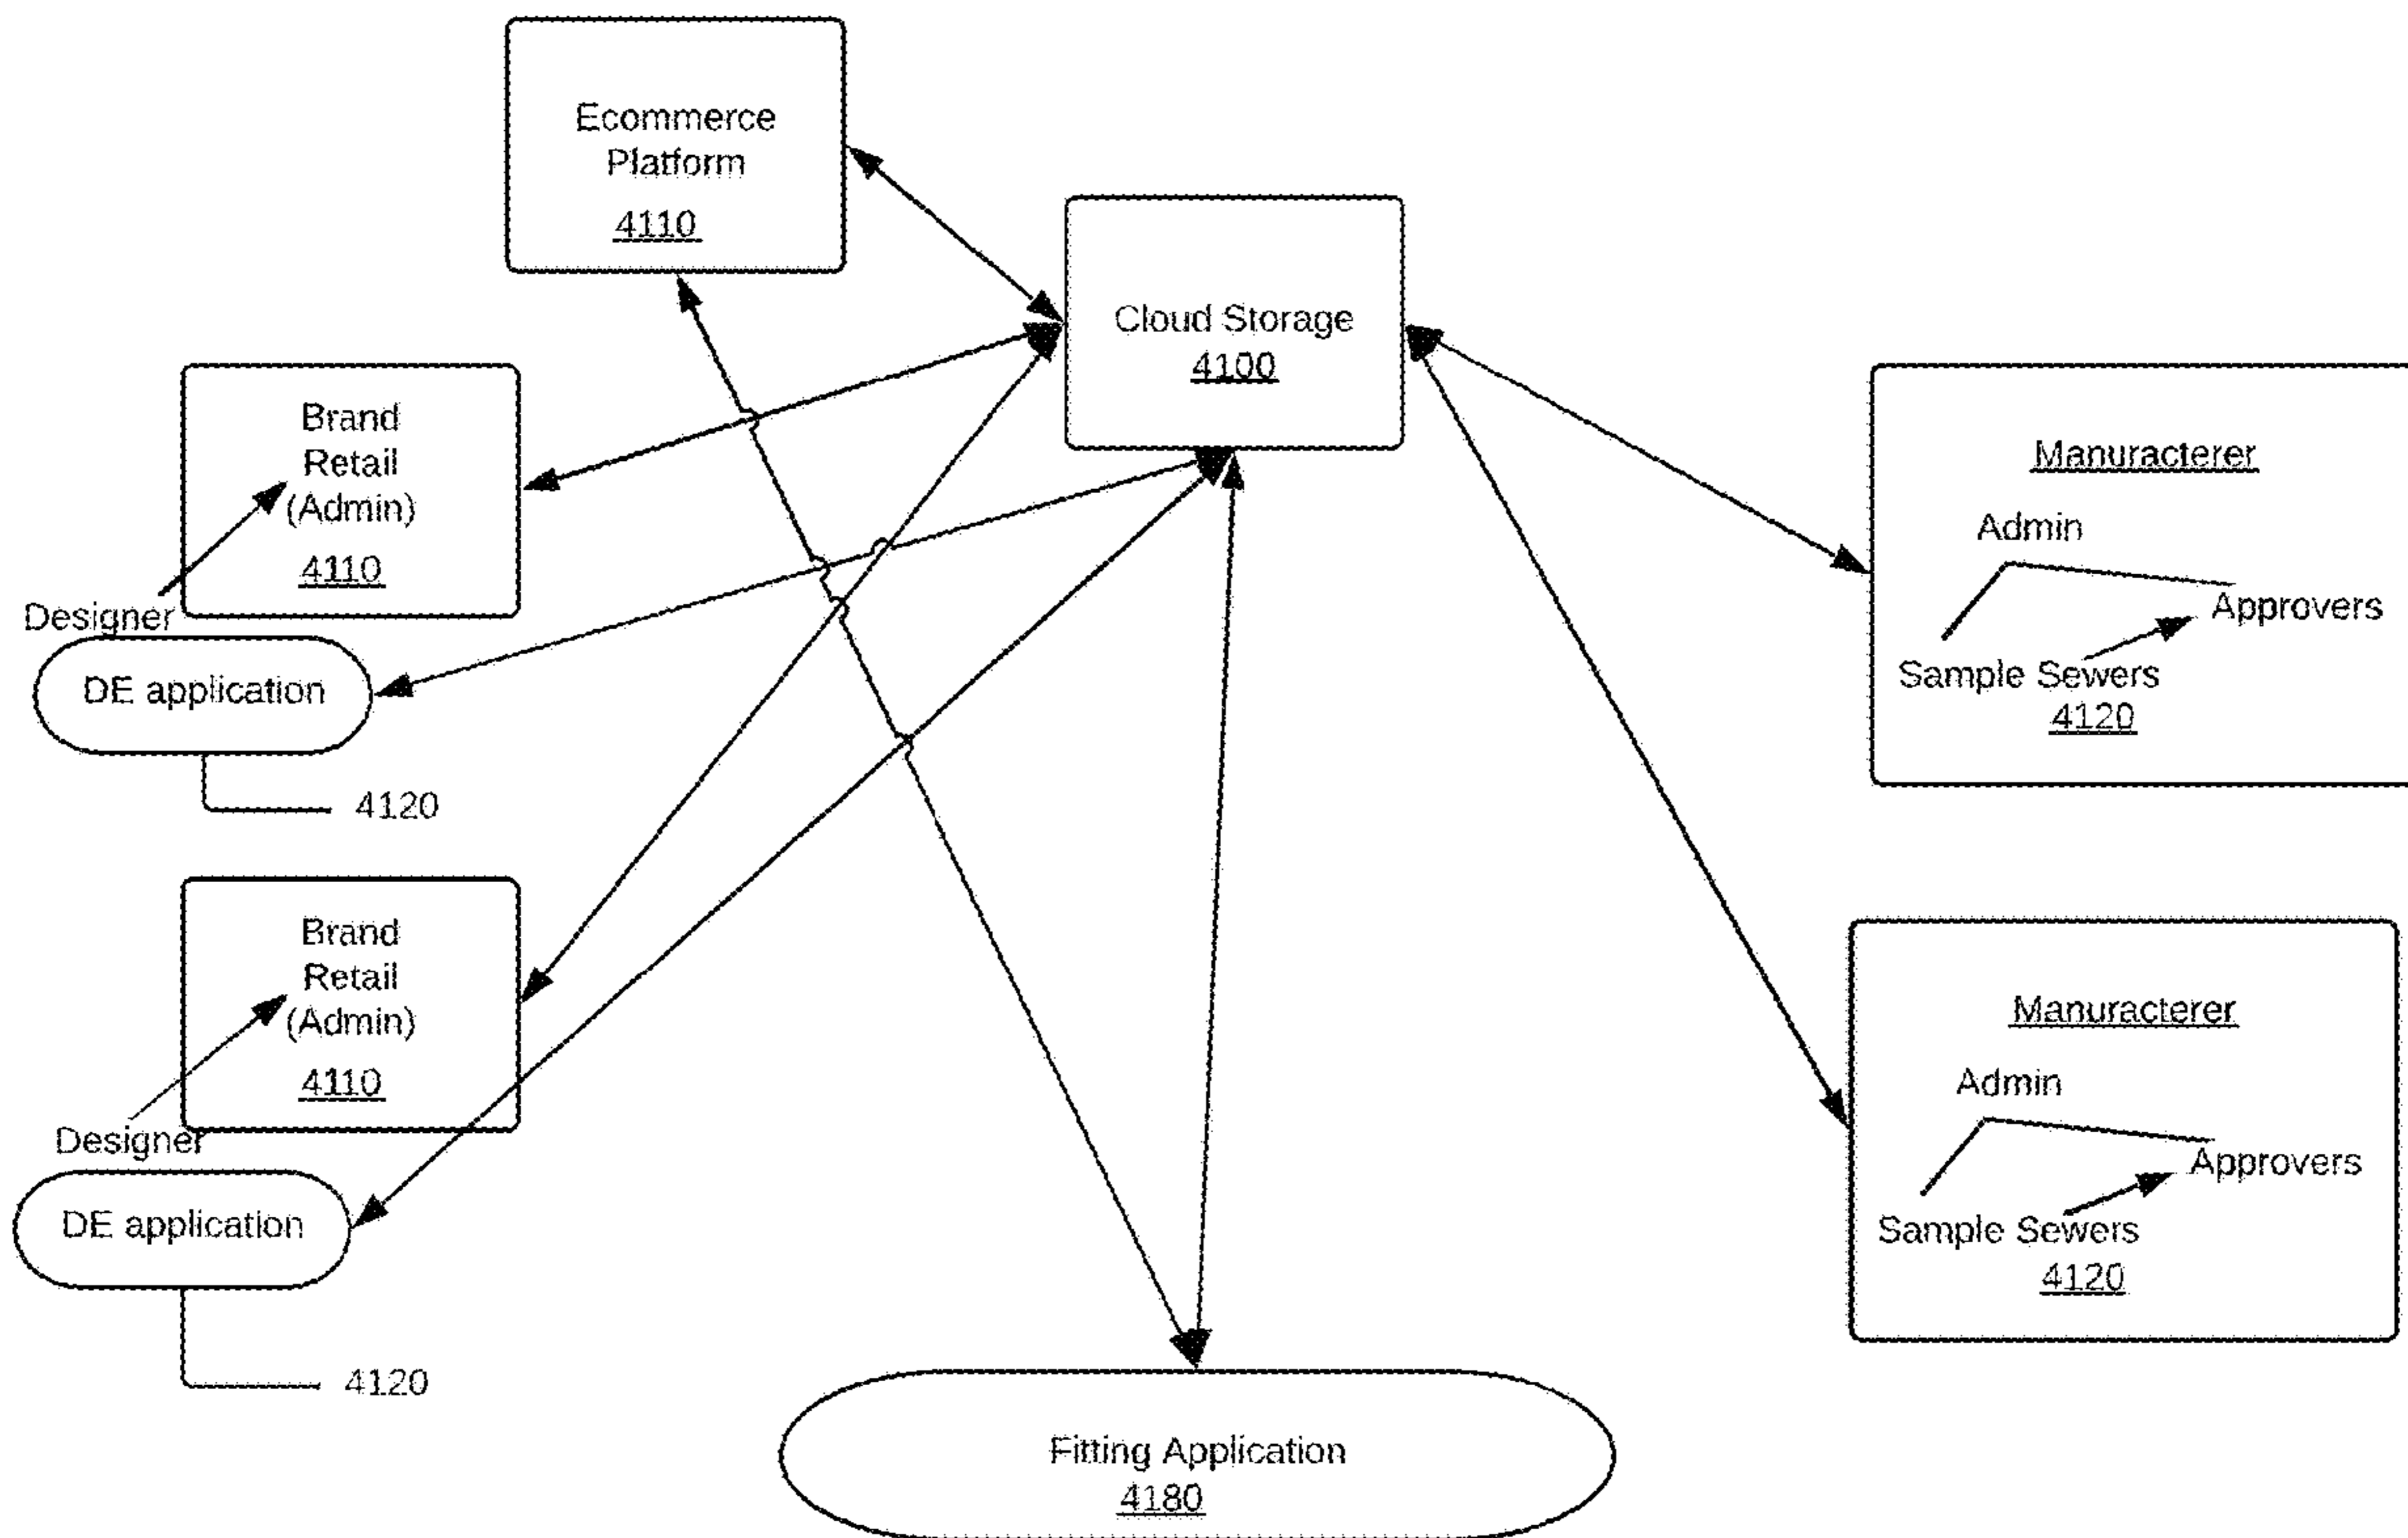 Ecommerce
Platform
4110
Cloud Storage
4100
Brand
Retail
(Admin)
4110
Designer
DE application
4120
Brand
Retail
(Admin)
4110
Designer
DE application
4120
Manuracterer
Admin
Approvers
Sample Sewers
4120
Manuracterer
Admin
Approvers
Sample Sewers
4120
Fitting Application
4180